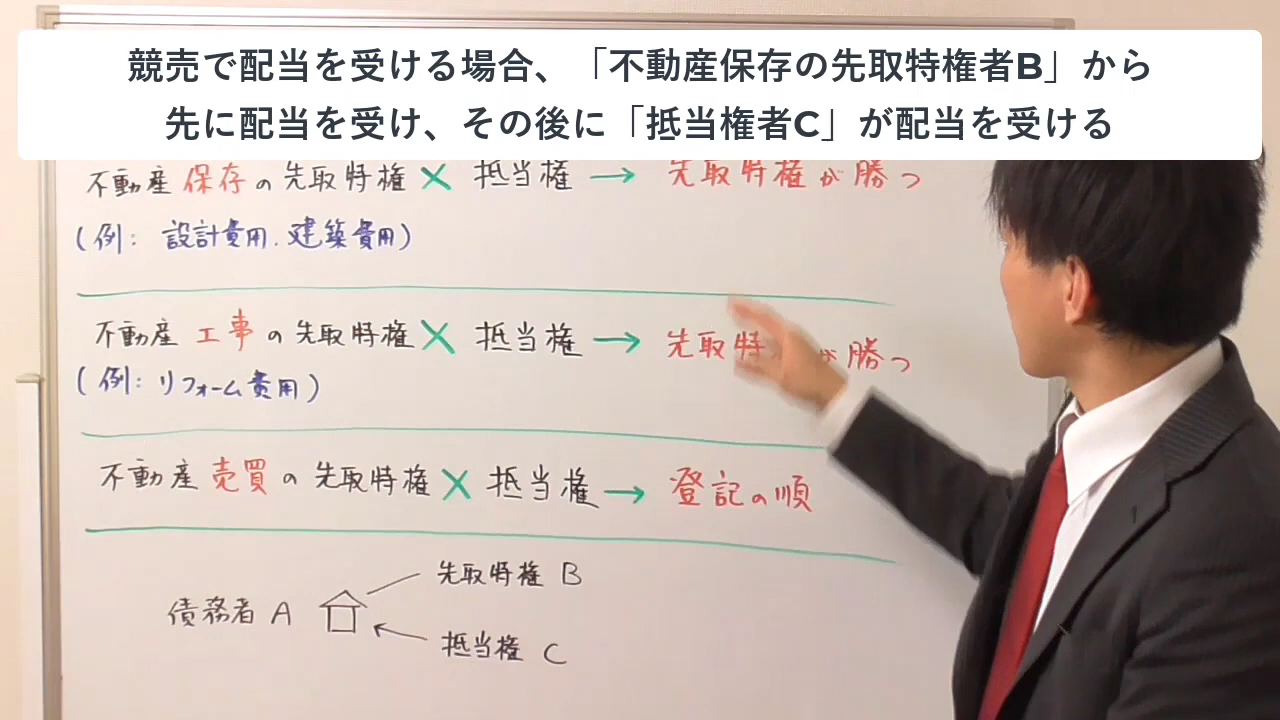 競売で配当を受ける場合、「不動産保存の先取特権者B」から
先に配当を受け、その後に「抵当権者C」が配当を受ける
不動産保存の先取特権 × 抵当権 → 先取特権が勝つ
(例: 設計費用、建築費用)
不動産工事の先取特権 × 抵当権 → 先取特 が勝つ
(例: リフォーム費用)
不動産売買の先取特権 × 抵当権 → 登記の順
先取特権 B
債務者 A
抵当権 C